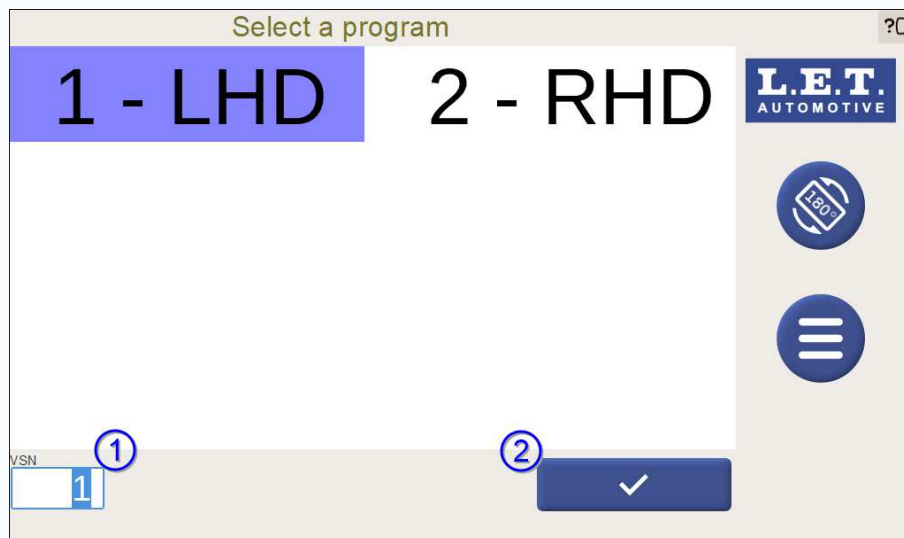 Select a program
?
1 - LHD 2 - RHD
L.E.T.
AUTOMOTIVE
180°
1
2
VSN
1